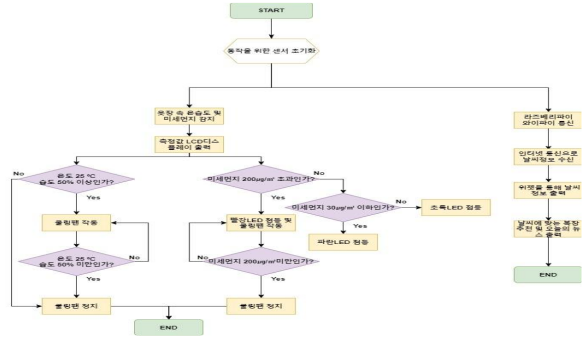 START
동작을 위한 센서 초기화
옷장 속 온습도 및
미세먼지 감지
측정값 LCD디스
플레이 출력
No
온도 25 ℃
습도 50% 이상인가?
Yes
쿨링팬 작동
온도 25 ℃
습도 50% 미만인가?
No
Yes
쿨링팬 정지
미세먼지 200µg/m³ 초과인가?
No
Yes
빨강LED 점등 및
쿨링팬 작동
미세먼지 200µg/m³미만인가?
No
Yes
쿨링팬 정지
미세먼지 30µg/m³ 이하인가?
No
초록LED 점등
Yes
파란LED 점등
END
라즈베리파이
와이파이 통신
인터넷 통신으로
날씨정보 수신
위젯을 통해 날씨
정보 출력
날씨에 맞는 복장
추천 및 오늘의 뉴
스 출력
END